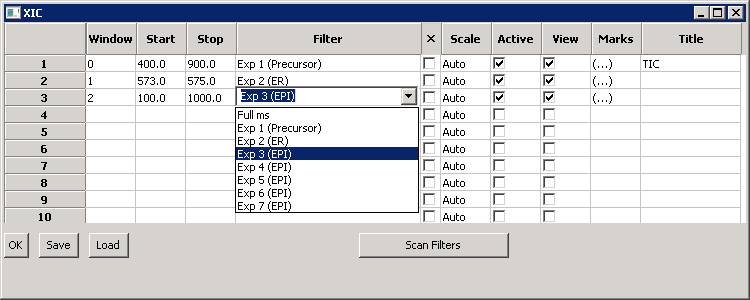 XIC
Window Start Stop Filter X Scale Active View Marks Title
1 0 400.0 900.0 Exp 1 (Precursor) Auto (...) TIC
2 1 573.0 575.0 Exp 2 (ER) Auto (...)
3 2 100.0 1000.0 Exp 3 (EPI) Auto (...)
4 Full ms Auto
5 Exp 1 (Precursor) Auto
6 Exp 2 (ER) Auto
Exp 3 (EPI)
7 Exp 4 (EPI) Auto
8 Exp 5 (EPI) Auto
9 Exp 6 (EPI) Auto
10 Exp 7 (EPI) Auto
OK Save Load Scan Filters